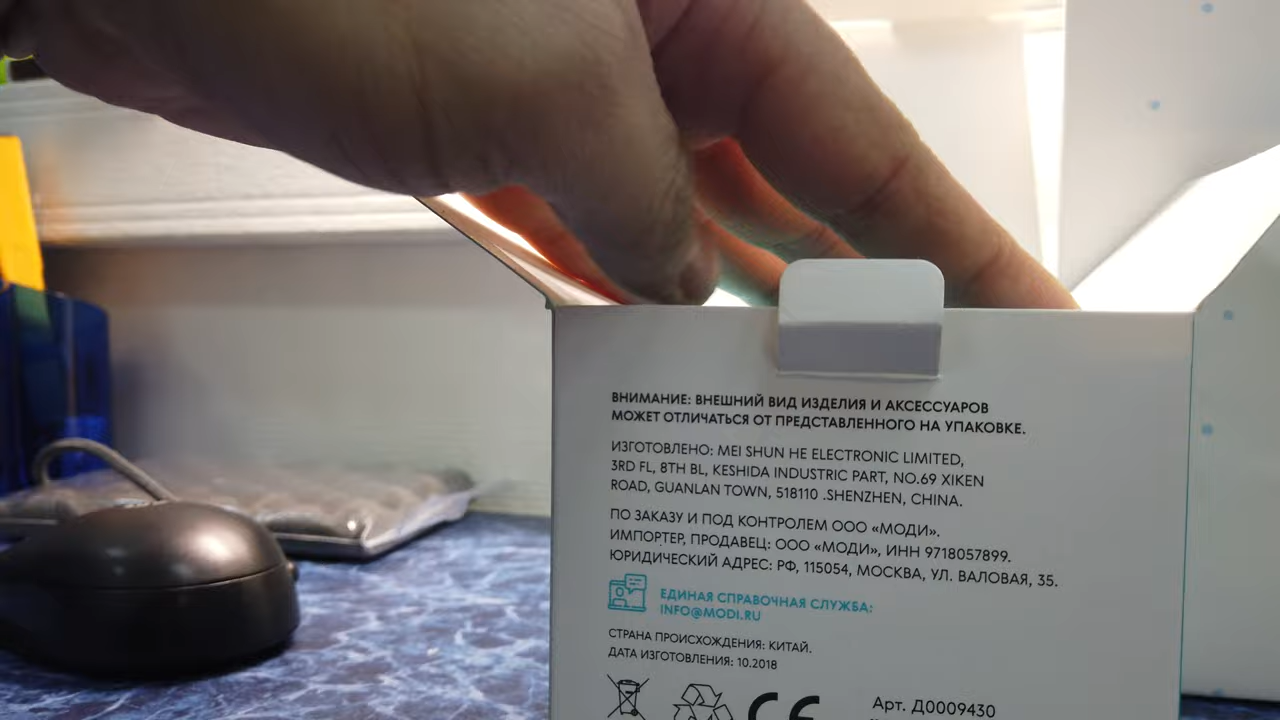 ВНИМАНИЕ: ВНЕШНИЙ ВИД ИЗДЕЛИЯ И АКСЕССУАРОВ
МОЖЕТ ОТЛИЧАТЬСЯ ОТ ПРЕДСТАВЛЕННОГО НА УПАКОВКЕ.
ИЗГОТОВЛЕНО: MEI SHUN HE ELECTRONIC LIMITED,
3RD FL, 8TH BL, KESHIDA INDUSTRIC PART, NO.69 XIKEN
ROAD, GUANLAN TOWN, 518110 .SHENZHEN, CHINA.
ПО ЗАКАЗУ И ПОД КОНТРОЛЕМ ООО «МОДИ».
ИМПОРТЕР, ПРОДАВЕЦ: ООО «МОДИ», ИНН 9718057899.
ЮРИДИЧЕСКИЙ АДРЕС: РФ, 115054, МОСКВА, УЛ. ВАЛОВАЯ, 35.
ЕДИНАЯ СПРАВОЧНАЯ СЛУЖБА:
INFO@MODI.RU
СТРАНА ПРОИСХОЖДЕНИЯ: КИТАЙ.
ДАТА ИЗГОТОВЛЕНИЯ: 10.2018
CE
Арт. Д0009430